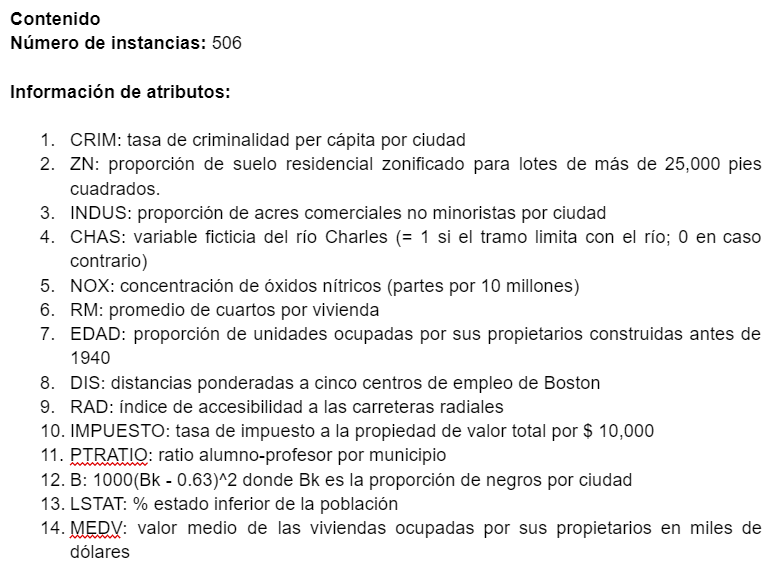 Contenido
Número de instancias: 506
Información de atributos:
1. CRIM: tasa de criminalidad per cápita por ciudad
2. ZN: proporción de suelo residencial zonificado para lotes de más de 25,000 pies
cuadrados.
3. INDUS: proporción de acres comerciales no minoristas por ciudad
4. CHAS: variable ficticia del río Charles (= 1 si el tramo limita con el río; 0 en caso
contrario)
5. NOX: concentración de óxidos nítricos (partes por 10 millones)
6. RM: promedio de cuartos por vivienda
7. EDAD: proporción de unidades ocupadas por sus propietarios construidas antes de
1940
8. DIS: distancias ponderadas a cinco centros de empleo de Boston
9. RAD: índice de accesibilidad a las carreteras radiales
10. IMPUESTO: tasa de impuesto a la propiedad de valor total por $ 10,000
11. PTRATIO: ratio alumno-profesor por municipio
12. B: 1000(Bk - 0.63)^2 donde Bk es la proporción de negros por ciudad
13. LSTAT: % estado inferior de la población
14. MEDV: valor medio de las viviendas ocupadas por sus propietarios en miles de
dólares